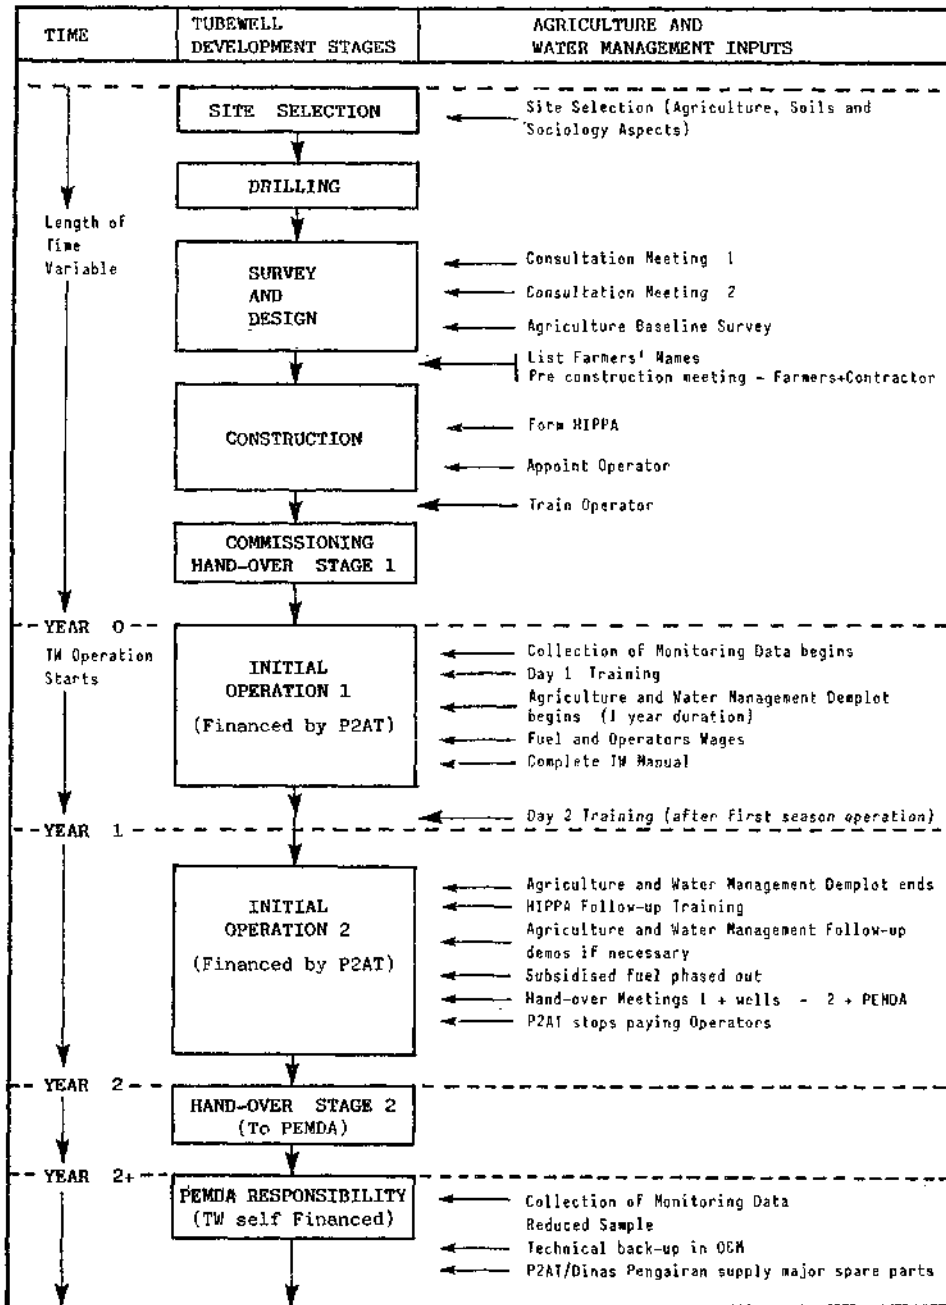 TIME
TUBEWELL
DEVELOPMENT STAGES
AGRICULTURE AND
WATER MANAGEMENT INPUTS
SITE SELECTION
Site Selection (Agriculture, Soils and
Sociology Aspects)
DRILLING
Length of
Time
Variable
SURVEY
AND
DESIGN
Consultation Meeting 1
Consultation Meeting 2
Agriculture Baseline Survey
List Farmers' Names
Pre construction meeting - Farmers+Contractor
CONSTRUCTION
Form HIPPA
Appoint Operator
Train Operator
COMMISSIONING
HAND-OVER STAGE 1
YEAR 0
TW Operation
Starts
INITIAL
OPERATION 1
(Financed by P2AT)
Collection of Monitoring Data begins
Day 1 Training
Agriculture and Water Management Demplot
begins (1 year duration)
Fuel and Operators Wages
Complete TW Manual
Day 2 Training (after first season operation)
YEAR 1
INITIAL
OPERATION 2
(Financed by P2AT)
Agriculture and Water Management Demplot ends
HIPPA Follow-up Training
Agriculture and Water Management Follow-up
demos if necessary
Subsidised fuel phased out
Hand-over Meetings 1 + wells - 2 + PEMDA
P2AT stops paying Operators
YEAR 2
HAND-OVER STAGE 2
(To PEMDA)
YEAR 2+
PEMDA RESPONSIBILITY
(TW self Financed)
Collection of Monitoring Data
Reduced Sample
Technical back-up in O&M
P2AT/Dinas Pengairan supply major spare parts